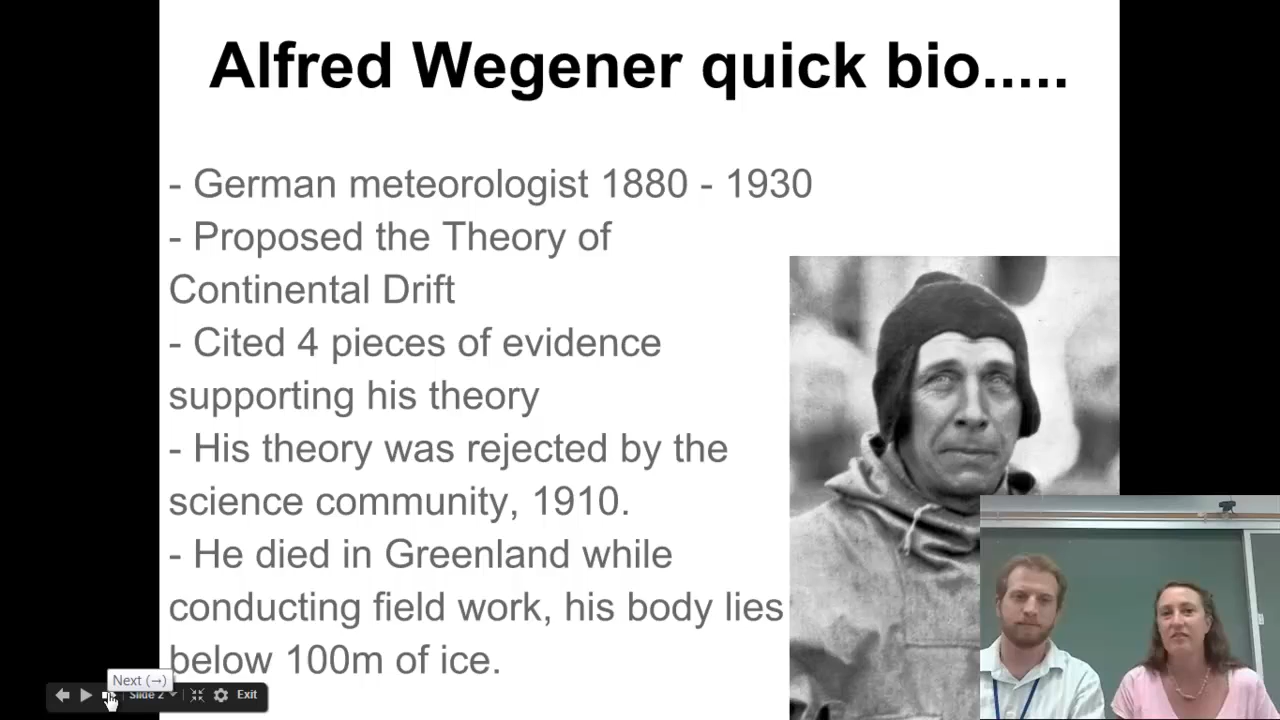 Alfred Wegener quick bio.....
- German meteorologist 1880 - 1930
- Proposed the Theory of
Continental Drift
- Cited 4 pieces of evidence
supporting his theory
- His theory was rejected by the
science community, 1910.
- He died in Greenland while
conducting field work, his body lies
below 100m of ice.
Next (→)
Slide 2
Exit